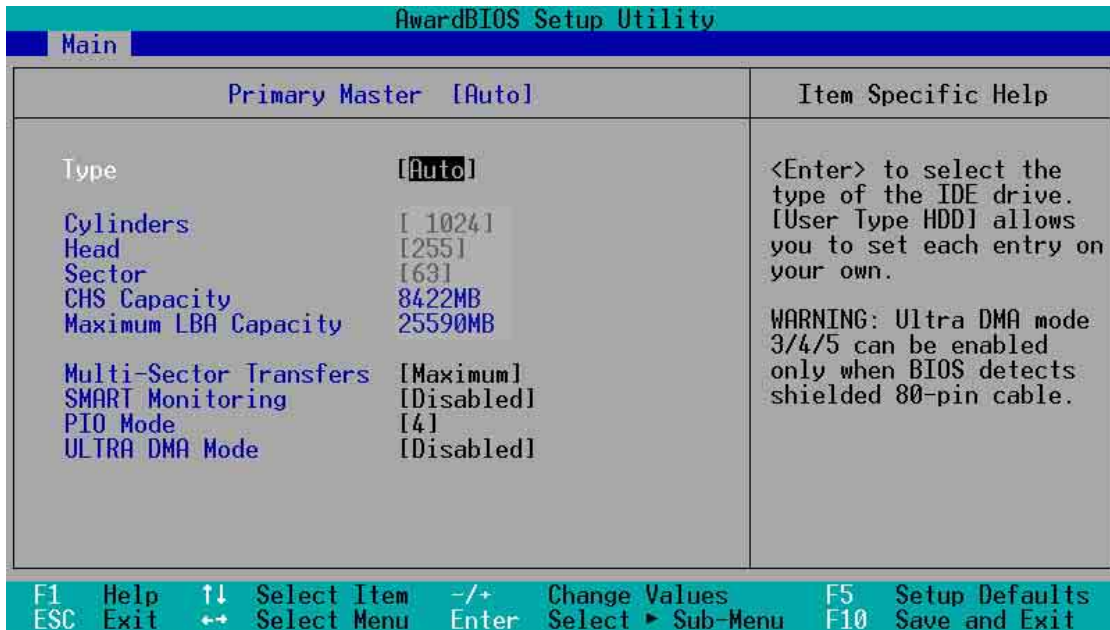 AwardBIOS Setup Utility
Main
Primary Master [Auto]
Item Specific Help
Type [Auto]
Cylinders [ 1024]
Head [255]
Sector [63]
CHS Capacity 8422MB
Maximum LBA Capacity 25590MB
Multi-Sector Transfers [Maximum]
SMART Monitoring [Disabled]
PIO Mode [4]
ULTRA DMA Mode [Disabled]
<Enter> to select the
type of the IDE drive.
[User Type HDD] allows
you to set each entry on
your own.
WARNING: Ultra DMA mode
3/4/5 can be enabled
only when BIOS detects
shielded 80-pin cable.
F1 Help ↑↓ Select Item -/+ Change Values F5 Setup Defaults
ESC Exit ←→ Select Menu Enter Select ► Sub-Menu F10 Save and Exit